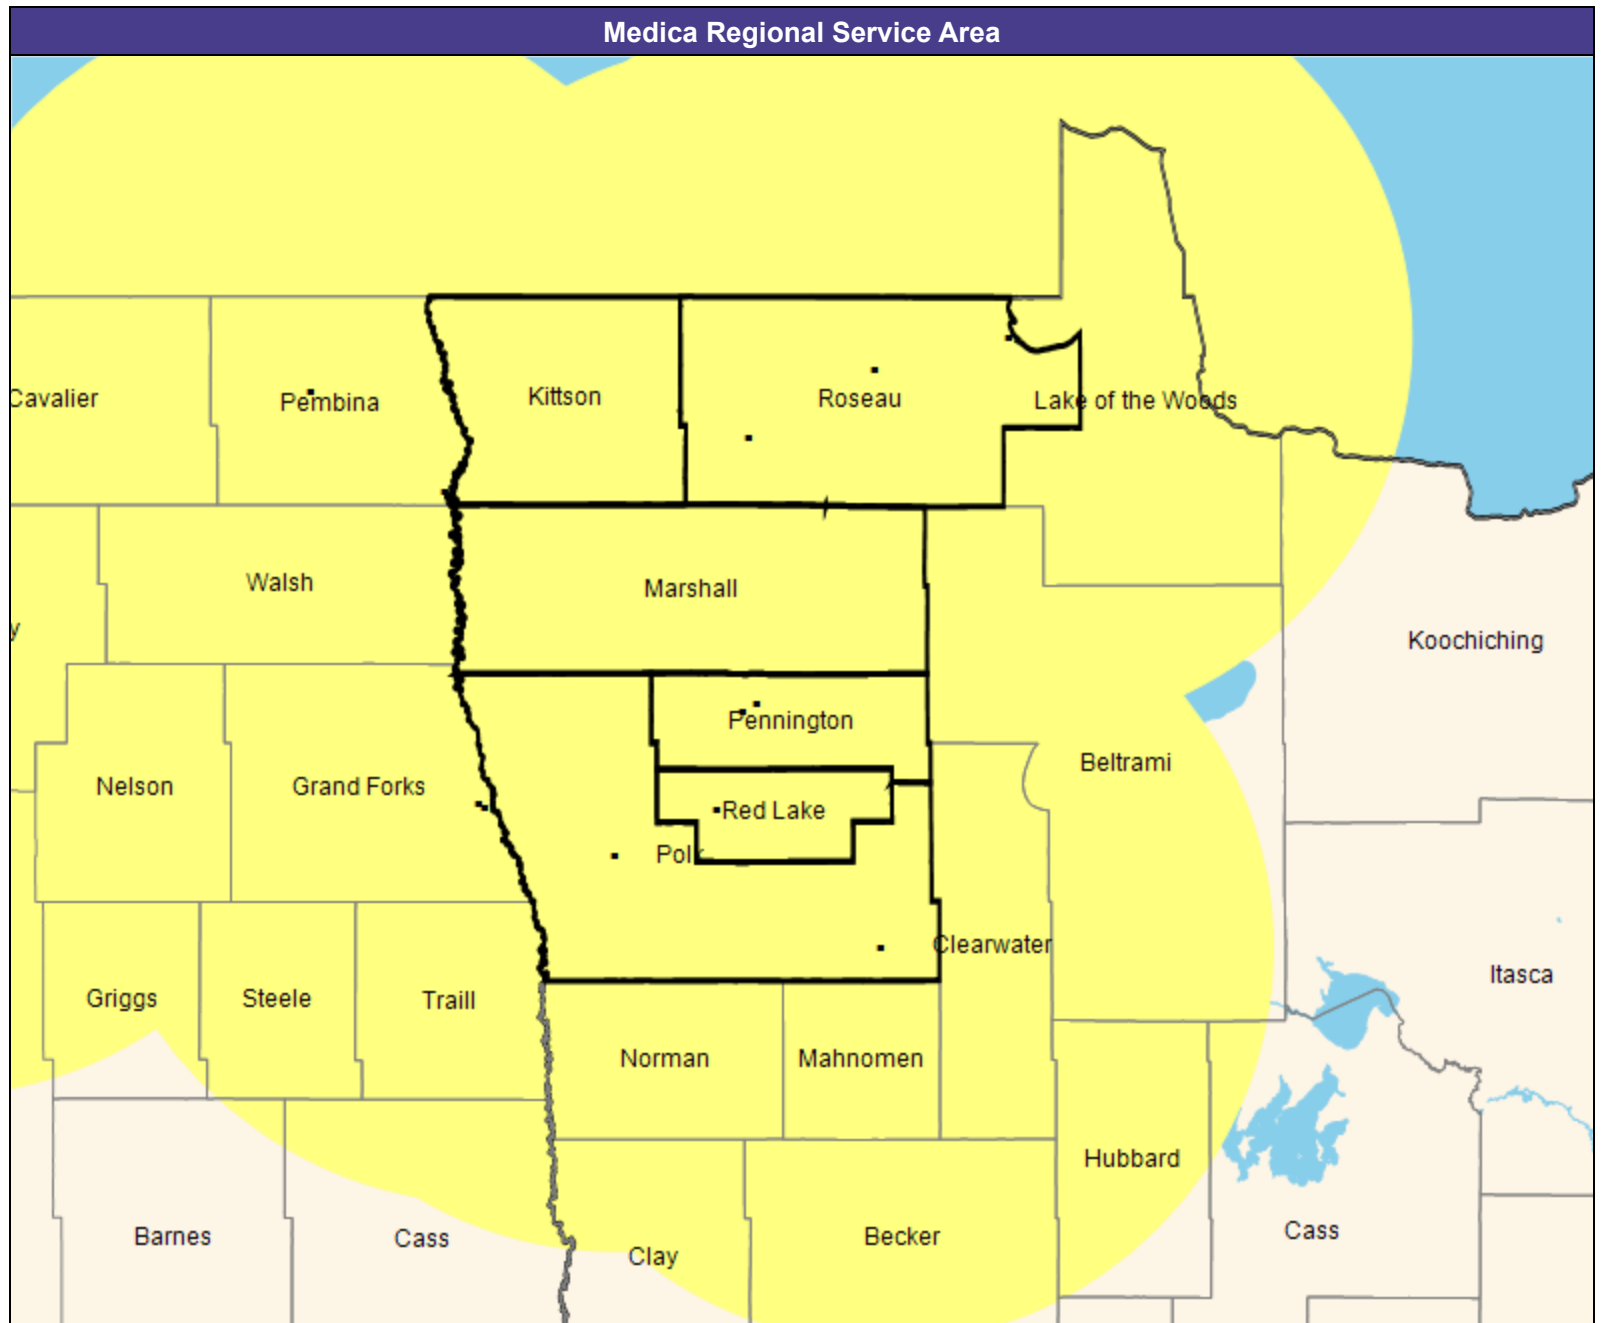 Medica Regional Service Area
Cavalier
Pembina
Kittson
Roseau
Lake of the Woods
Walsh
Marshall
y
Koochiching
Pennington
Beltrami
Nelson
Grand Forks
Red Lake
Polk
Clearwater
Griggs
Steele
Traill
Itasca
Norman
Mahnomen
Hubbard
Barnes
Cass
Clay
Becker
Cass